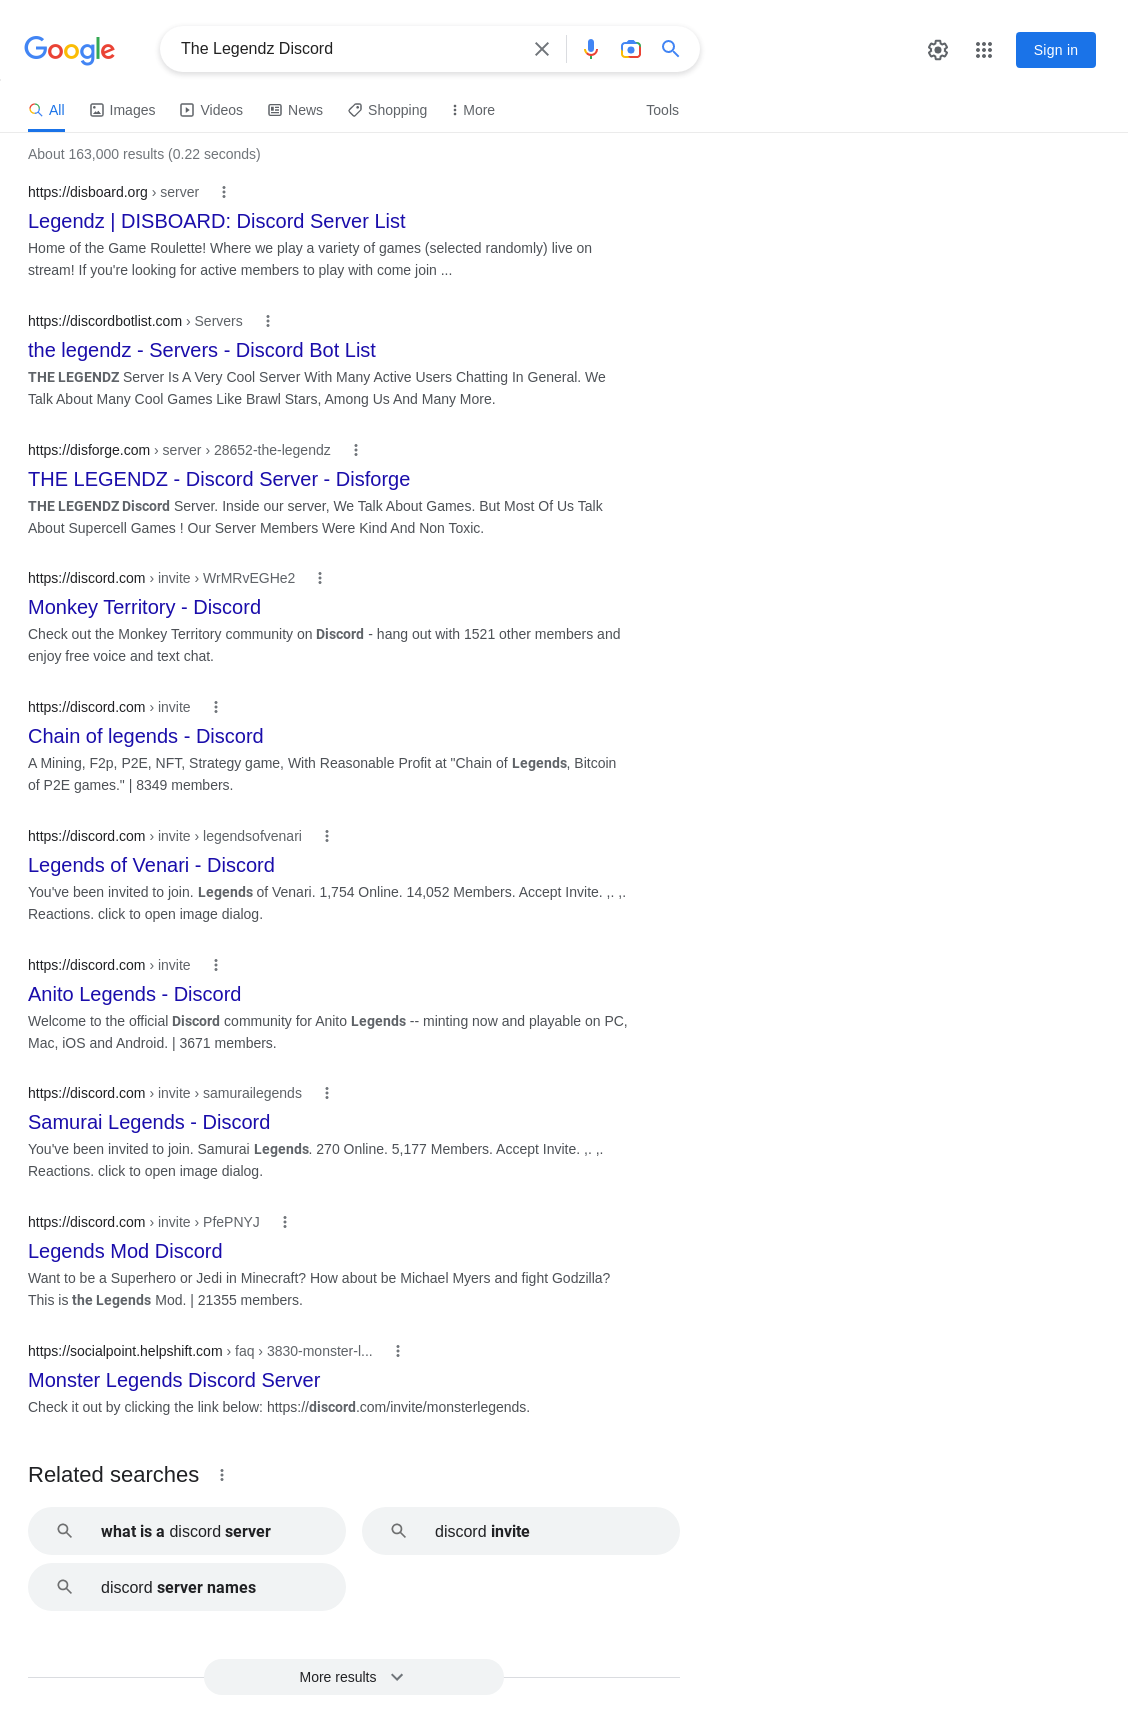 Google
The Legendz Discord
Sign in
All
Images
Videos
News
Shopping
More
Tools
About 163,000 results (0.22 seconds)
https://disboard.org › server
Legendz | DISBOARD: Discord Server List
Home of the Game Roulette! Where we play a variety of games (selected randomly) live on
stream! If you're looking for active members to play with come join ...
https://discordbotlist.com › Servers
the legendz - Servers - Discord Bot List
THE LEGENDZ Server Is A Very Cool Server With Many Active Users Chatting In General. We
Talk About Many Cool Games Like Brawl Stars, Among Us And Many More.
https://disforge.com › server › 28652-the-legendz
THE LEGENDZ - Discord Server - Disforge
THE LEGENDZ Discord Server. Inside our server, We Talk About Games. But Most Of Us Talk
About Supercell Games ! Our Server Members Were Kind And Non Toxic.
https://discord.com › invite › WrMRvEGHe2
Monkey Territory - Discord
Check out the Monkey Territory community on Discord - hang out with 1521 other members and
enjoy free voice and text chat.
https://discord.com › invite
Chain of legends - Discord
A Mining, F2p, P2E, NFT, Strategy game, With Reasonable Profit at "Chain of Legends, Bitcoin
of P2E games." | 8349 members.
https://discord.com › invite › legendsofvenari
Legends of Venari - Discord
You've been invited to join. Legends of Venari. 1,754 Online. 14,052 Members. Accept Invite. ,. ,.
Reactions. click to open image dialog.
https://discord.com › invite
Anito Legends - Discord
Welcome to the official Discord community for Anito Legends -- minting now and playable on PC,
Mac, iOS and Android. | 3671 members.
https://discord.com › invite › samurailegends
Samurai Legends - Discord
You've been invited to join. Samurai Legends. 270 Online. 5,177 Members. Accept Invite. ,. ,.
Reactions. click to open image dialog.
https://discord.com › invite › PfePNYJ
Legends Mod Discord
Want to be a Superhero or Jedi in Minecraft? How about be Michael Myers and fight Godzilla?
This is the Legends Mod. | 21355 members.
https://socialpoint.helpshift.com › faq › 3830-monster-l...
Monster Legends Discord Server
Check it out by clicking the link below: https://discord.com/invite/monsterlegends.
Related searches
what is a discord server
discord invite
discord server names
More results